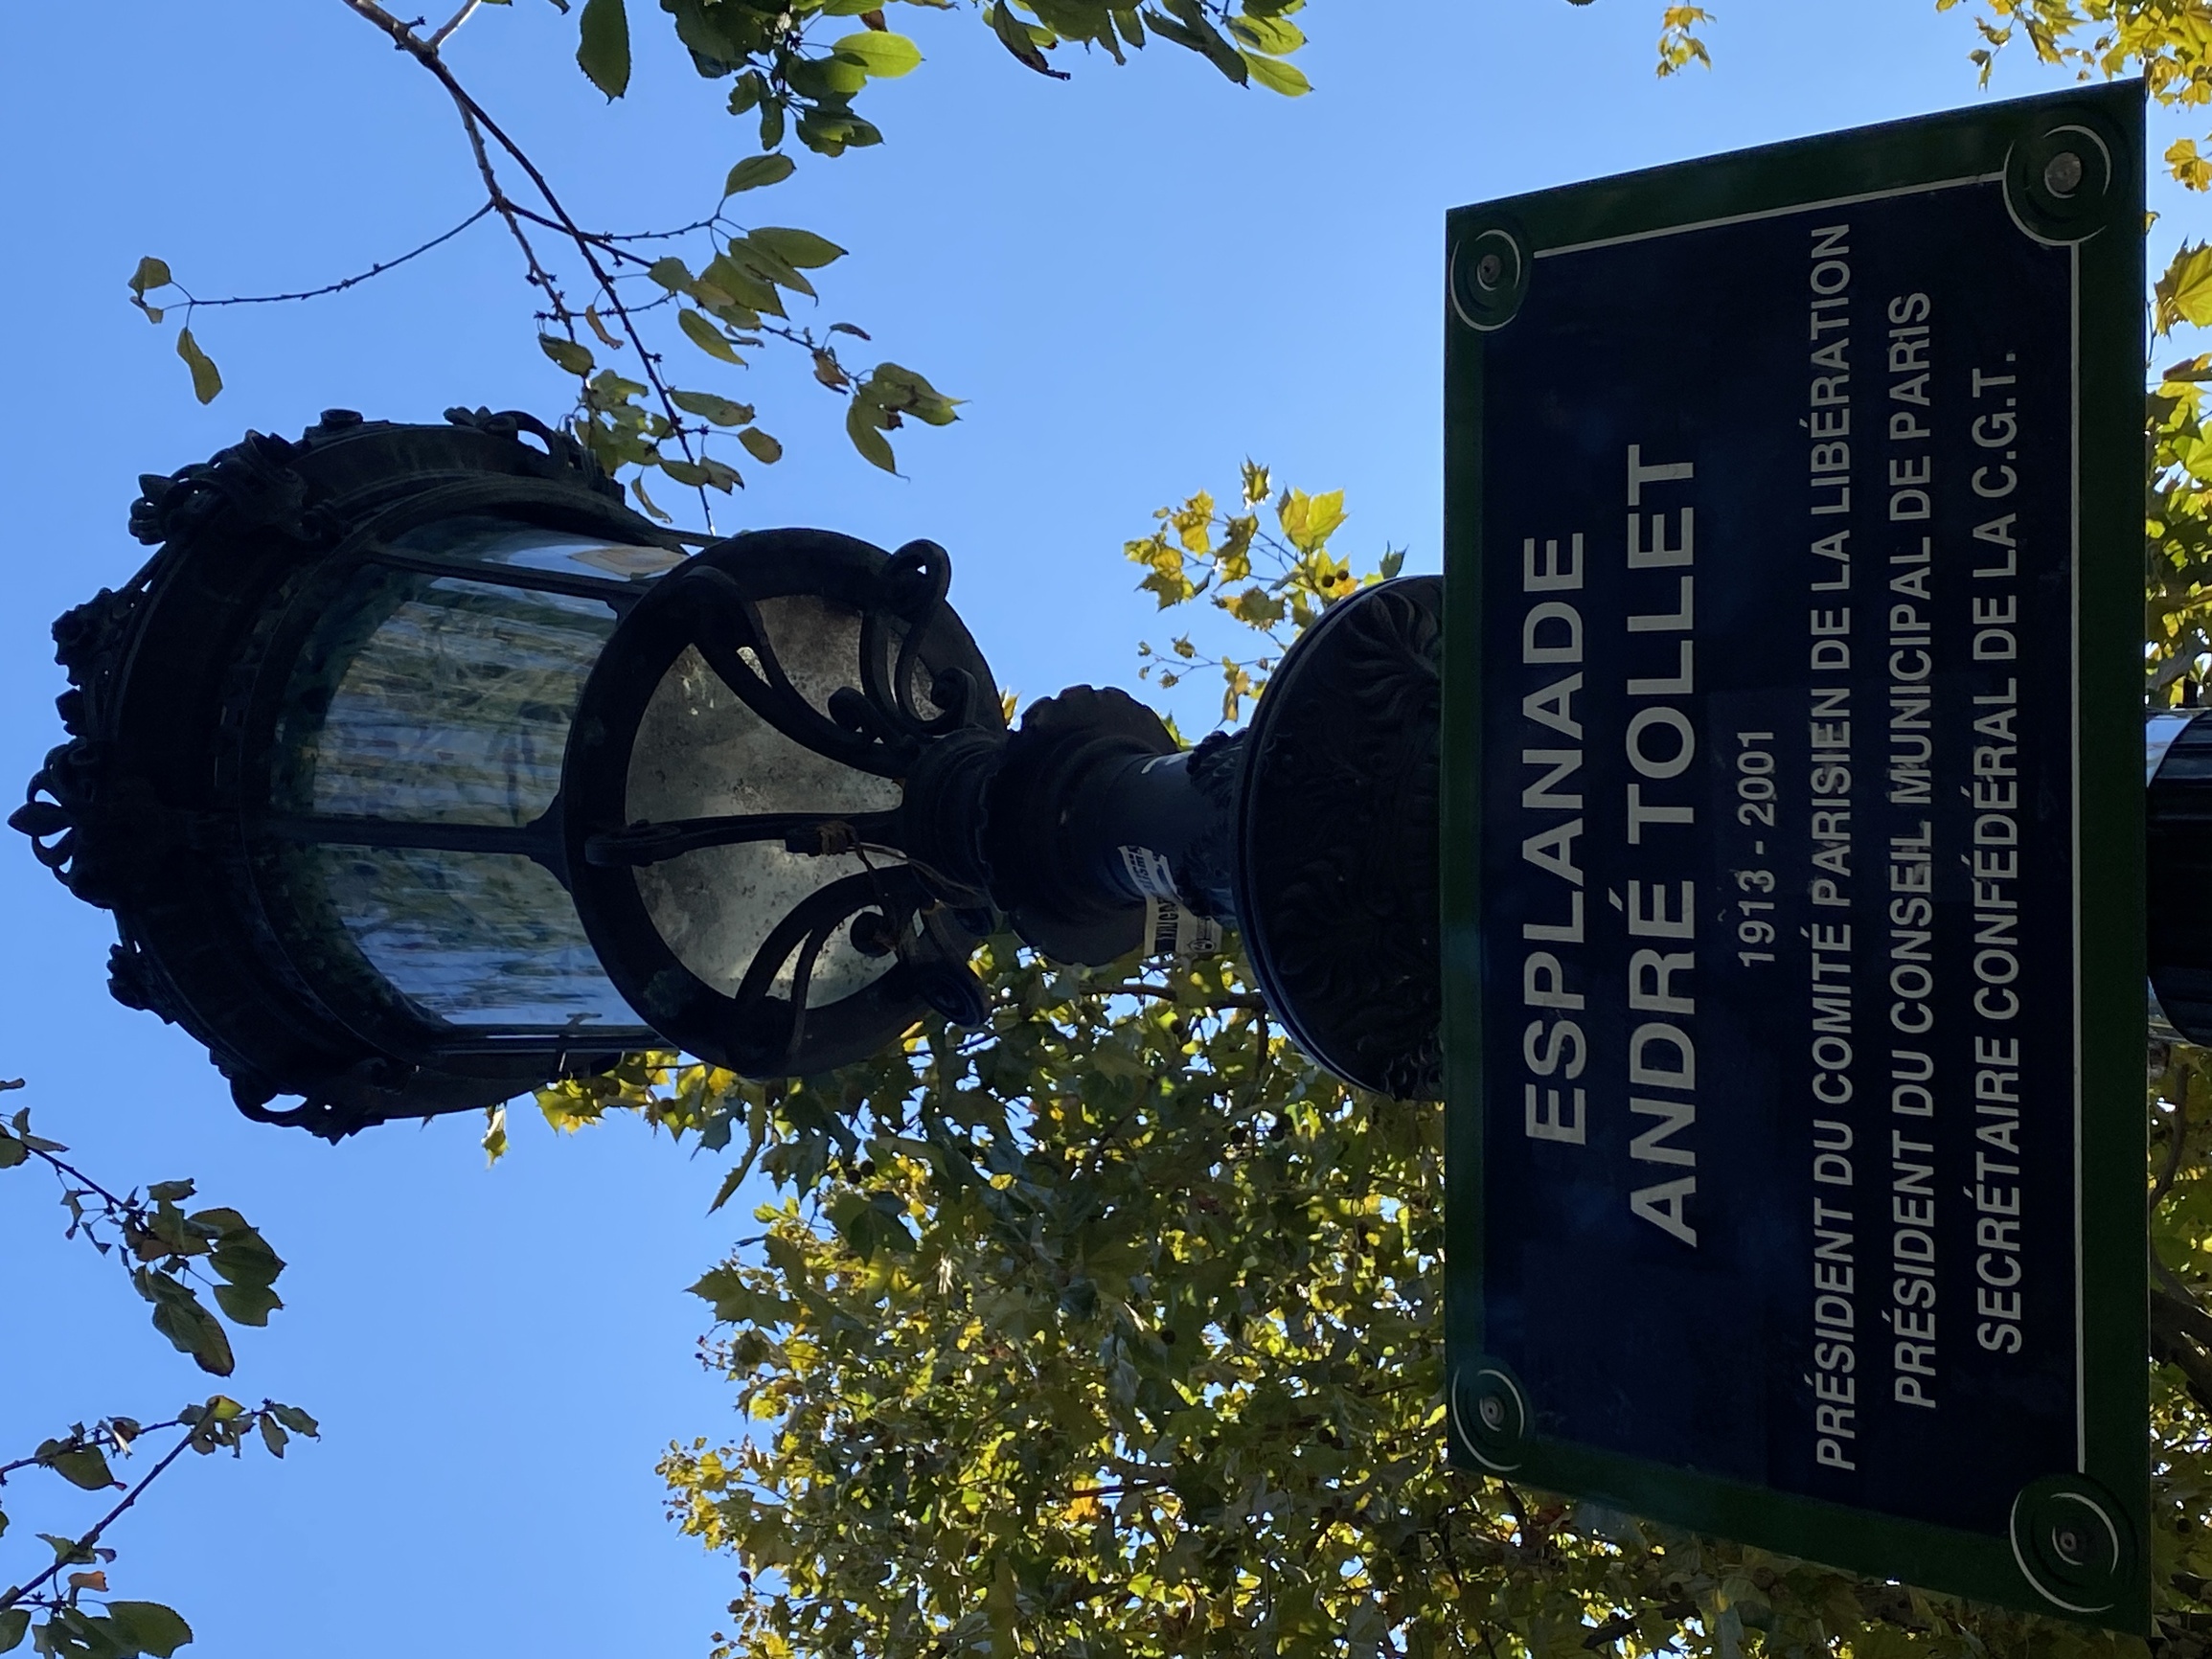 ESPLANADE
ANDRÉ TOLLET
1913 - 2001
PRÉSIDENT DU COMITÉ PARISIEN DE LA LIBÉRATION
PRÉSIDENT DU CONSEIL MUNICIPAL DE PARIS
SECRÉTAIRE CONFÉDÉRAL DE LA C.G.T.